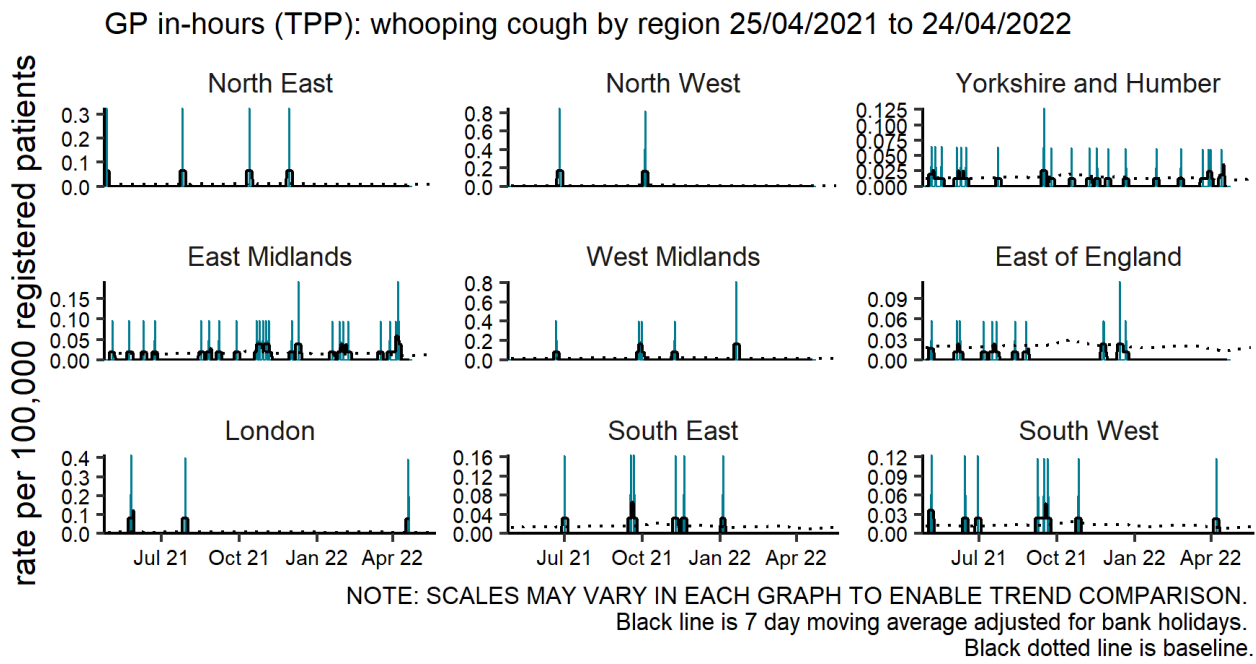 GP in-hours (TPP): whooping cough by region 25/04/2021 to 24/04/2022
rate per 100,000 registered patients
North East
0.3
0.2
0.1
0.0
North West
0.8
0.6
0.4
0.2
0.0
Yorkshire and Humber
0.125
0.100
0.075
0.050
0.025
0.000
East Midlands
0.15
0.10
0.05
0.00
West Midlands
0.8
0.6
0.4
0.2
0.0
East of England
0.09
0.06
0.03
0.00
London
0.4
0.3
0.2
0.1
0.0
Jul 21 Oct 21 Jan 22 Apr 22
South East
0.16
0.12
0.08
0.04
0.00
Jul 21 Oct 21 Jan 22 Apr 22
South West
0.12
0.09
0.06
0.03
0.00
Jul 21 Oct 21 Jan 22 Apr 22
NOTE: SCALES MAY VARY IN EACH GRAPH TO ENABLE TREND COMPARISON.
Black line is 7 day moving average adjusted for bank holidays.
Black dotted line is baseline.